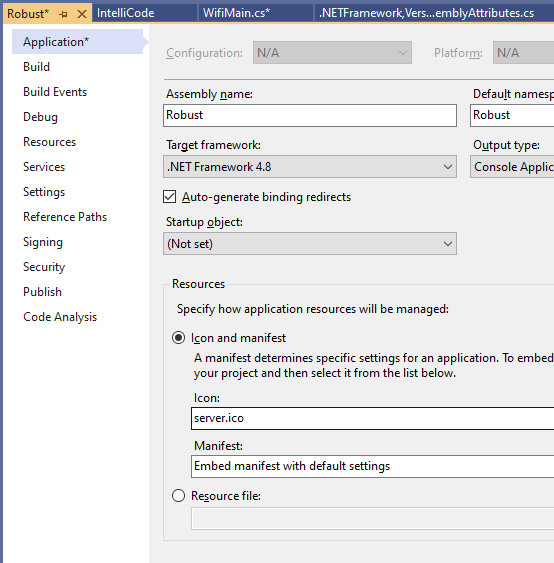 Robust* IntelliCode WifiMain.cs* .NETFramework,Vers...emblyAttributes.cs
Application*
Build
Build Events
Debug
Resources
Services
Settings
Reference Paths
Signing
Security
Publish
Code Analysis
Configuration: N/A Platform: N/A
Assembly name: Default namesp
Robust Robust
Target framework: Output type:
.NET Framework 4.8 Console Applic
Auto-generate binding redirects
Startup object:
(Not set)
Resources
Specify how application resources will be managed:
Icon and manifest
A manifest determines specific settings for an application. To embed
your project and then select it from the list below.
Icon:
server.ico
Manifest:
Embed manifest with default settings
Resource file: